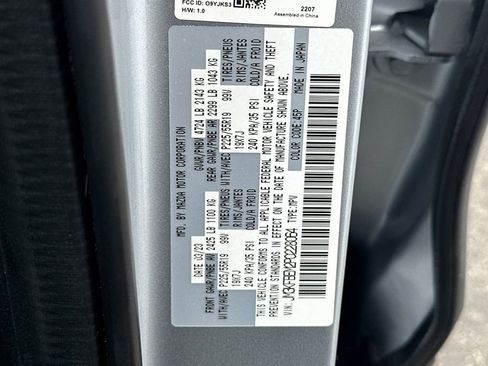 FCC ID: O9YJKS3
H/W: 1.0
2207
Assembled in China
MFD. BY MAZDA MOTOR CORPORATION
DATE: 03/23 GVWR/PNBV 4724 LB 2143 KG
FRONT GAWR/PNBE AV 2425 LB 1100 KG REAR GAWR/PNBE AR 2299 LB 1043 KG
WITH/AVEC P225/55R19 99V TIRES/PNEUS WITH/AVEC P225/55R19 99V TIRES/PNEUS
19X7J RIMS/JANTES 19X7J RIMS/JANTES
240 KPA/35 PSI COLD/A FROID 240 KPA/35 PSI COLD/A FROID
THIS VEHICLE CONFORMS TO ALL APPLICABLE FEDERAL MOTOR VEHICLE SAFETY AND THEFT
PREVENTION STANDARDS IN EFFECT ON THE DATE OF MANUFACTURE SHOWN ABOVE.
VIN: JM3KFBEM2P0228064 TYPE: MPV COLOR: 45P MADE IN JAPAN